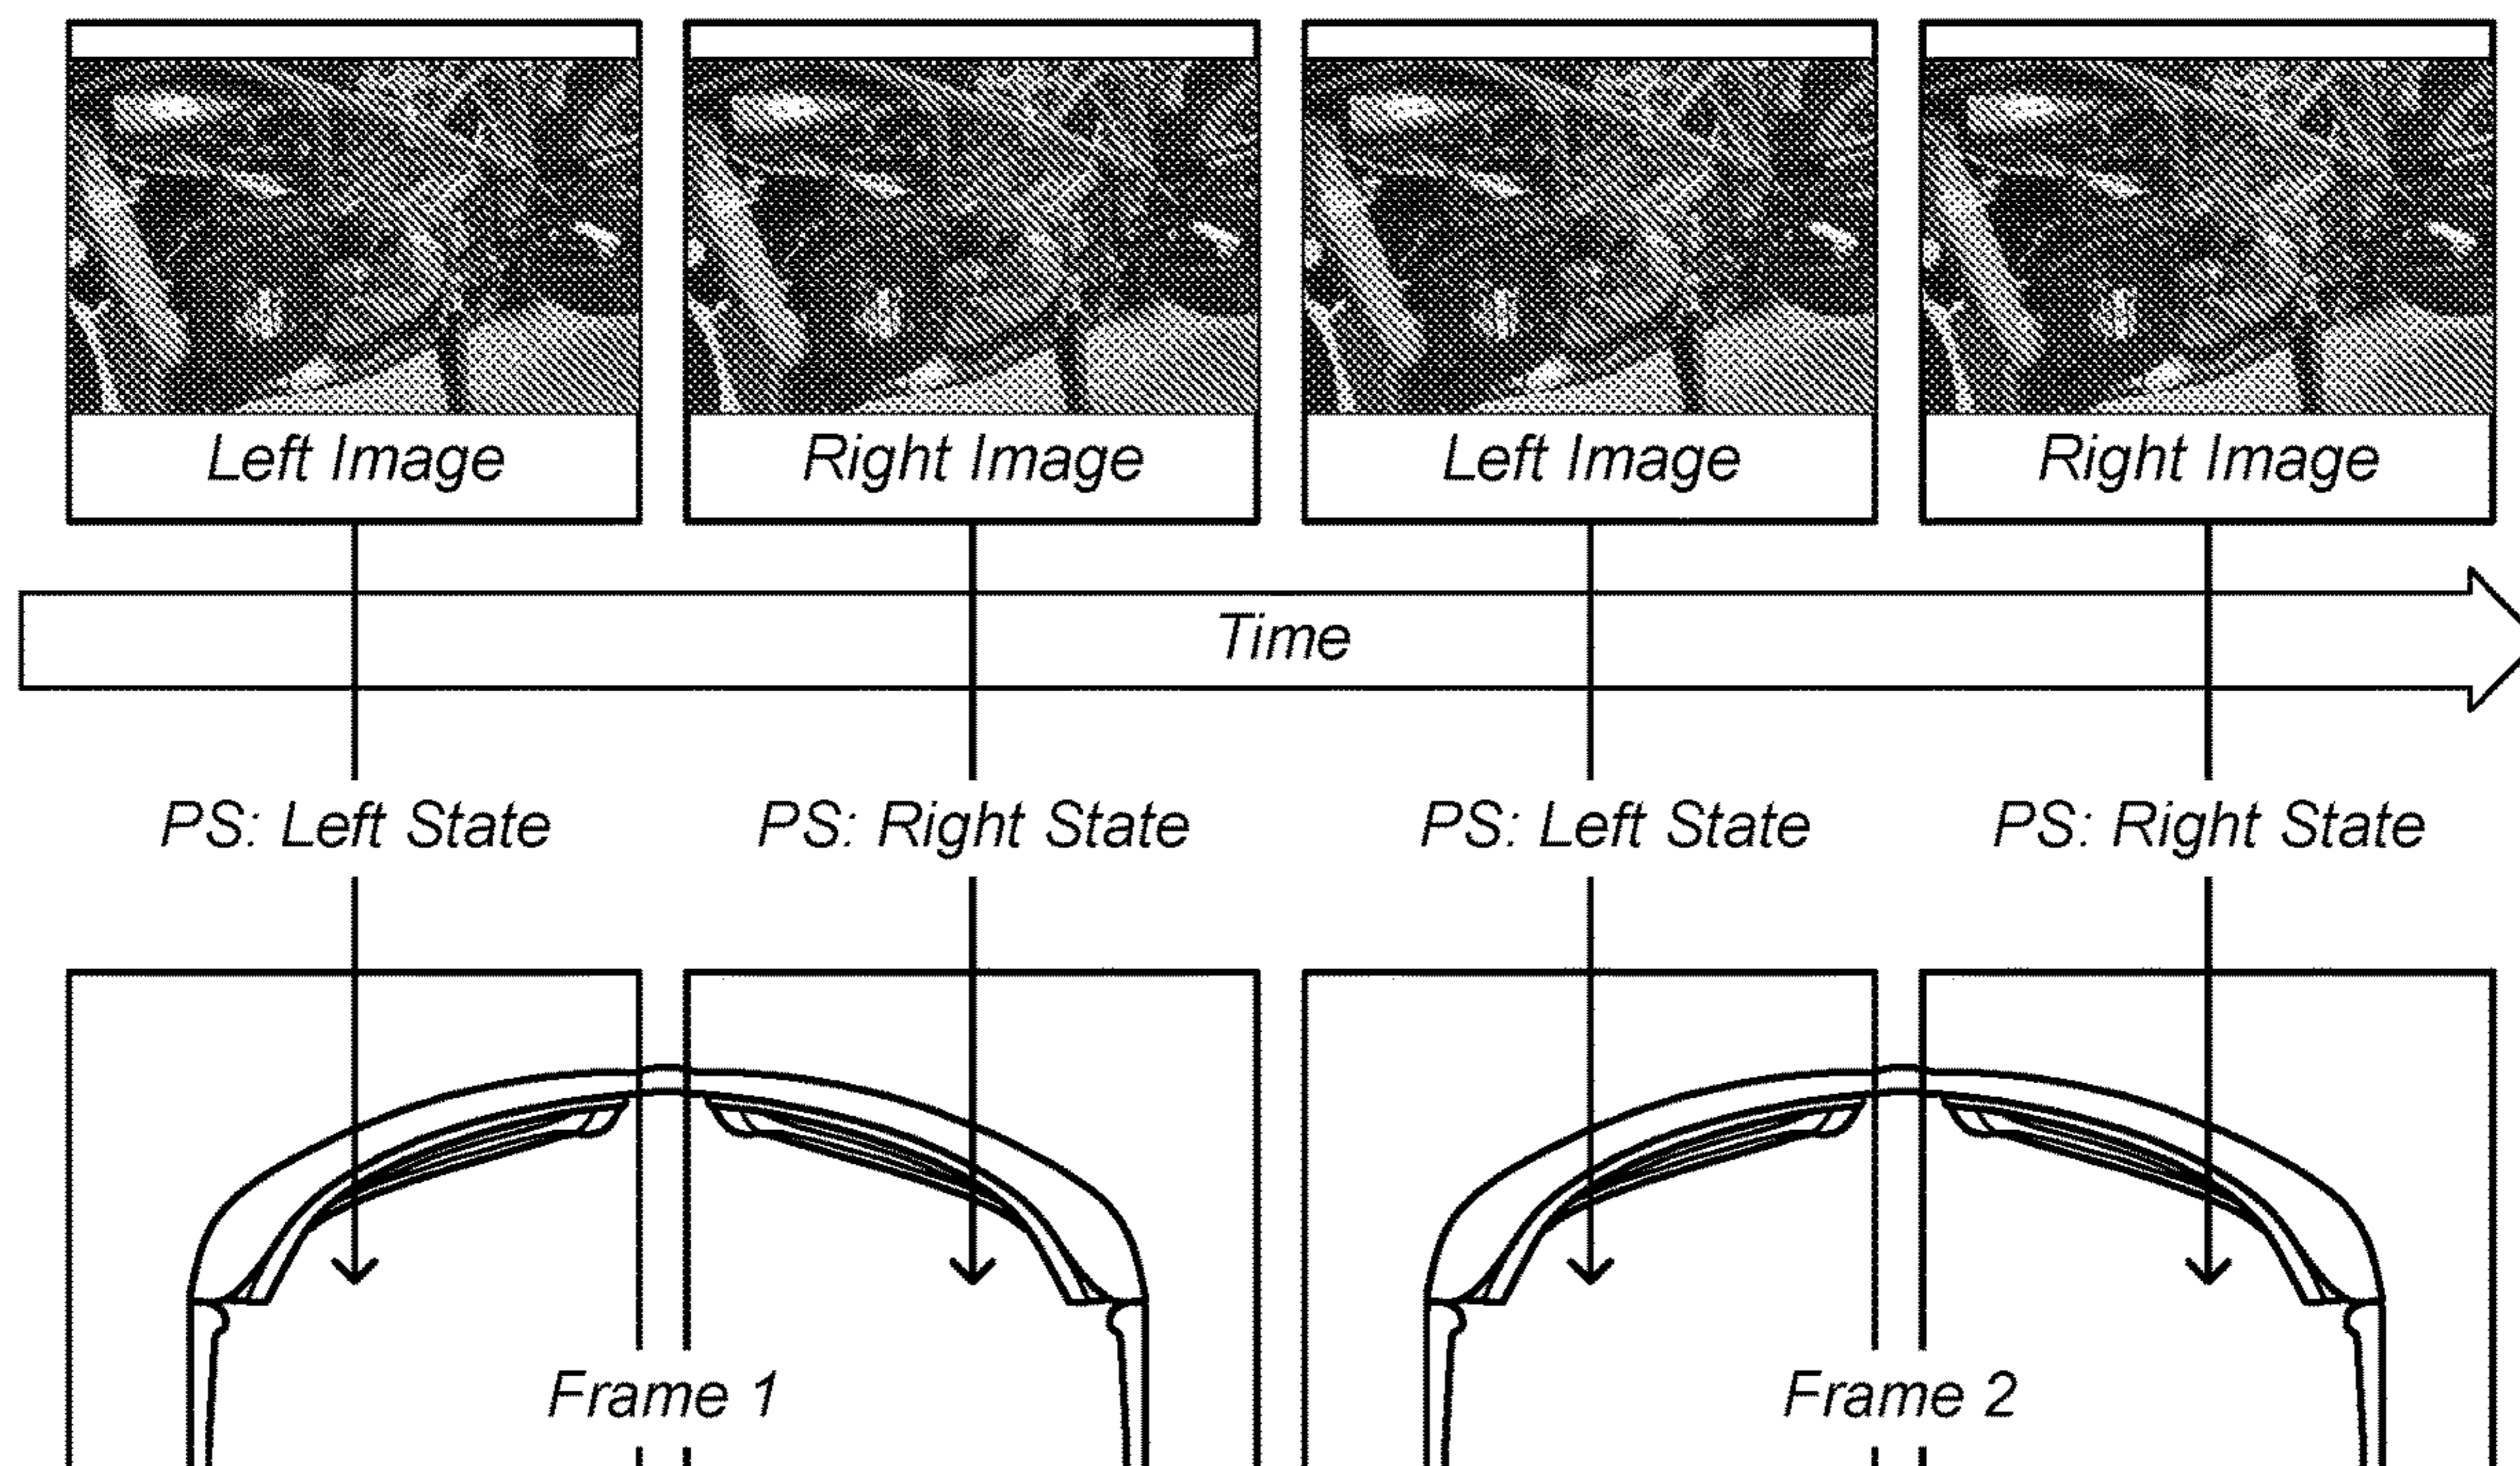 Left Image
Right Image
Left Image
Right Image
Time
PS: Left State
PS: Right State
PS: Left State
PS: Right State
Frame 1
Frame 2